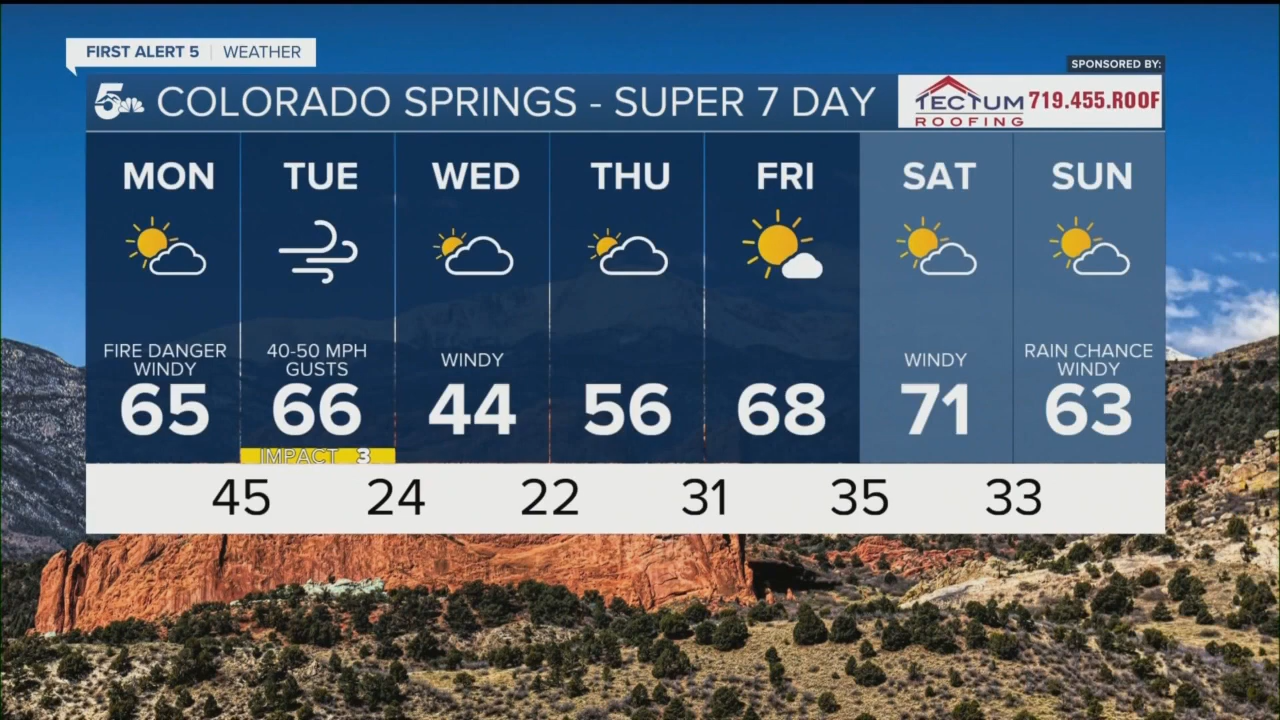 FIRST ALERT 5 | WEATHER
SPONSORED BY:
5 COLORADO SPRINGS - SUPER 7 DAY
TECTUM 719.455.ROOF
ROOFING
MON TUE WED THU FRI SAT SUN
FIRE DANGER 40-50 MPH RAIN CHANCE
WINDY GUSTS WINDY WINDY WINDY
65 66 44 56 68 71 63
IMPACT 3
45 24 22 31 35 33